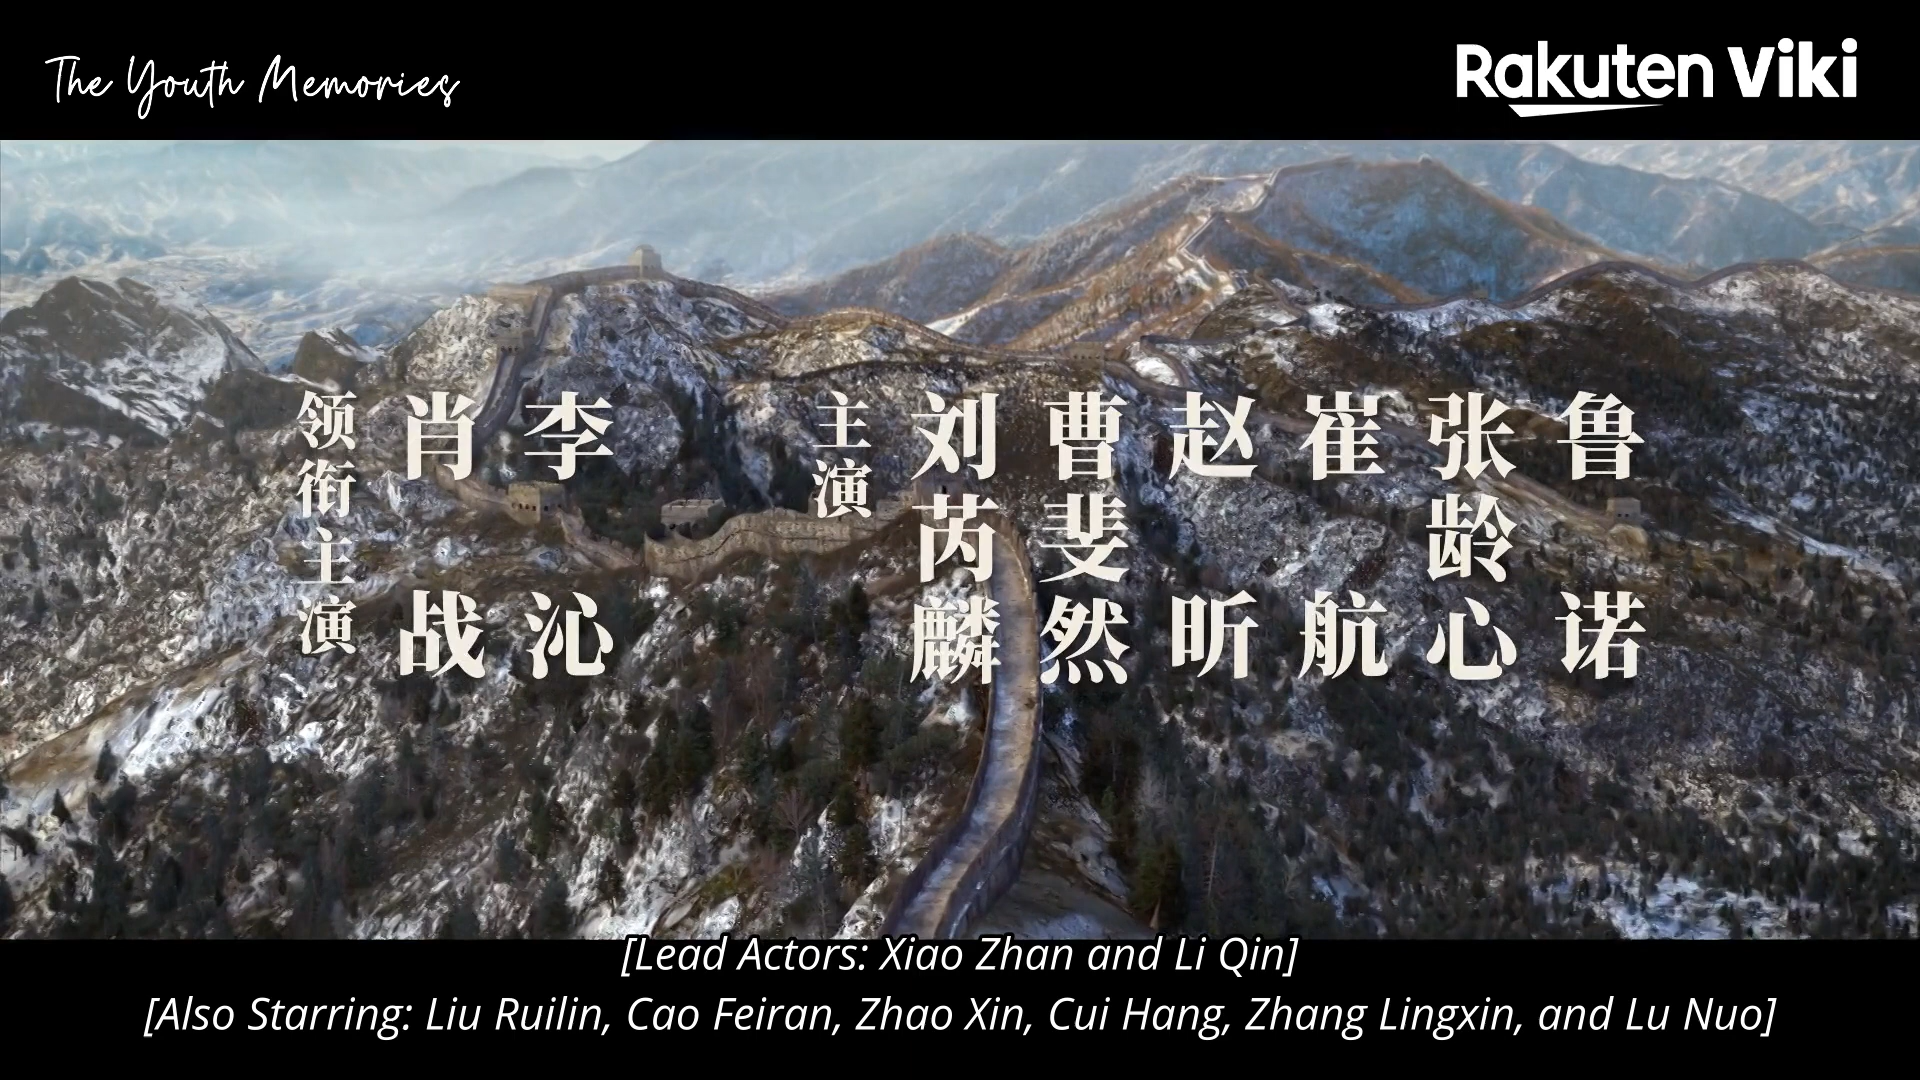 The Youth Memories
Rakuten Viki
领衔主演
肖战
李沁
主演
刘芮麟
曹斐然
赵昕
崔航
张龄心
鲁诺
[Lead Actors: Xiao Zhan and Li Qin]
[Also Starring: Liu Ruilin, Cao Feiran, Zhao Xin, Cui Hang, Zhang Lingxin, and Lu Nuo]